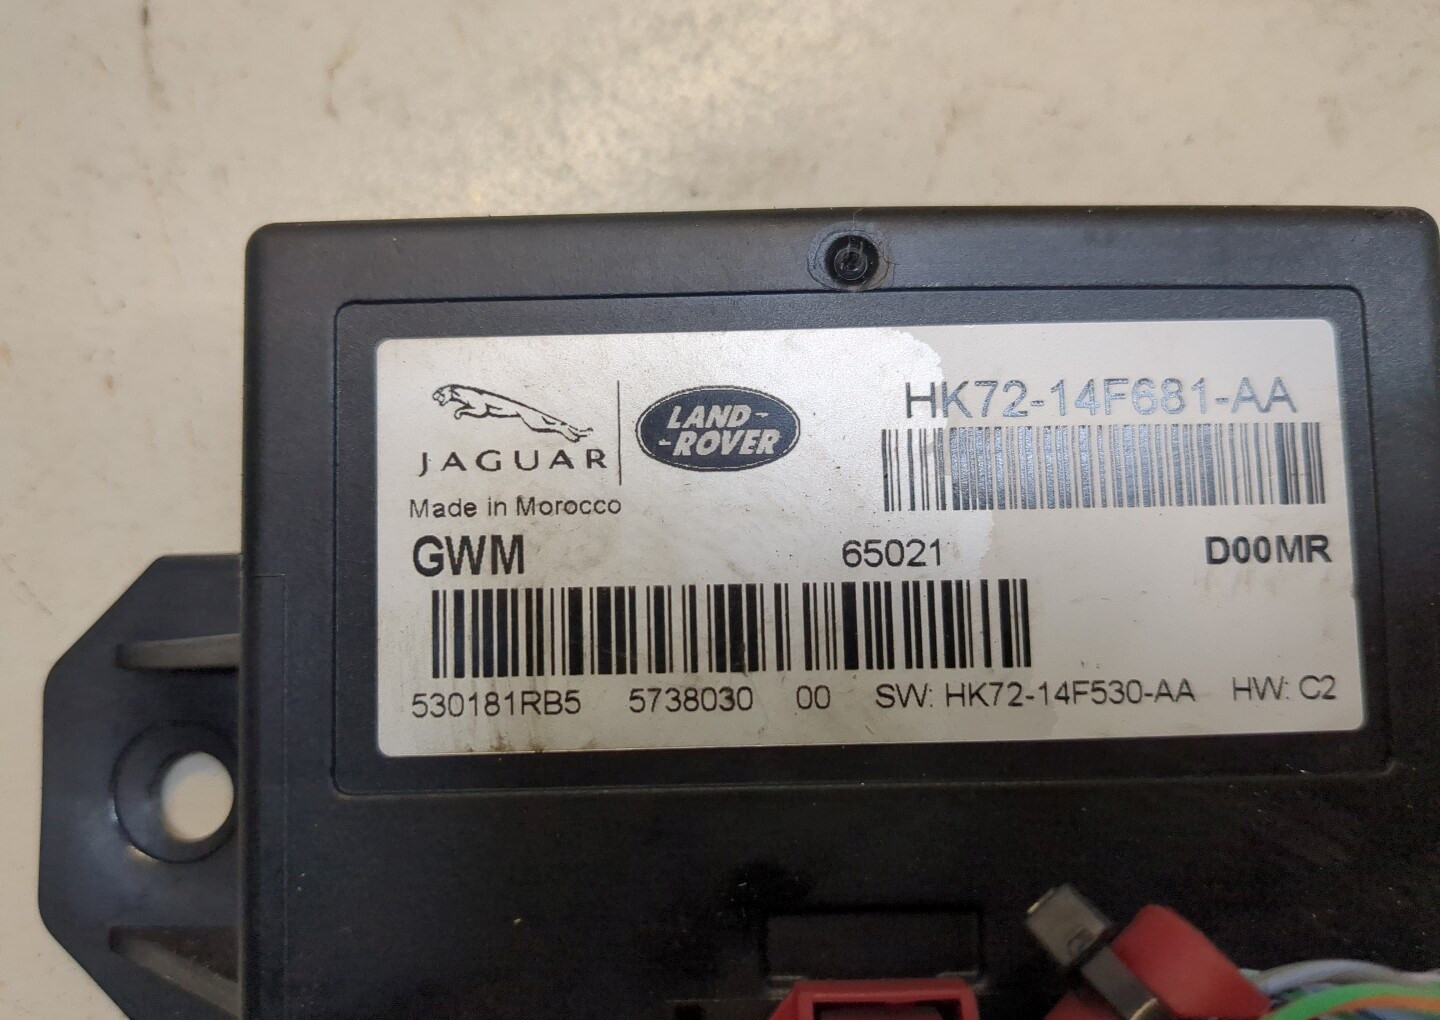 JAGUAR
LAND-
-ROVER
HK72-14F681-AA
Made in Morocco
GWM 65021 D00MR
530181RB5 5738030 00 SW: HK72-14F530-AA HW: C2